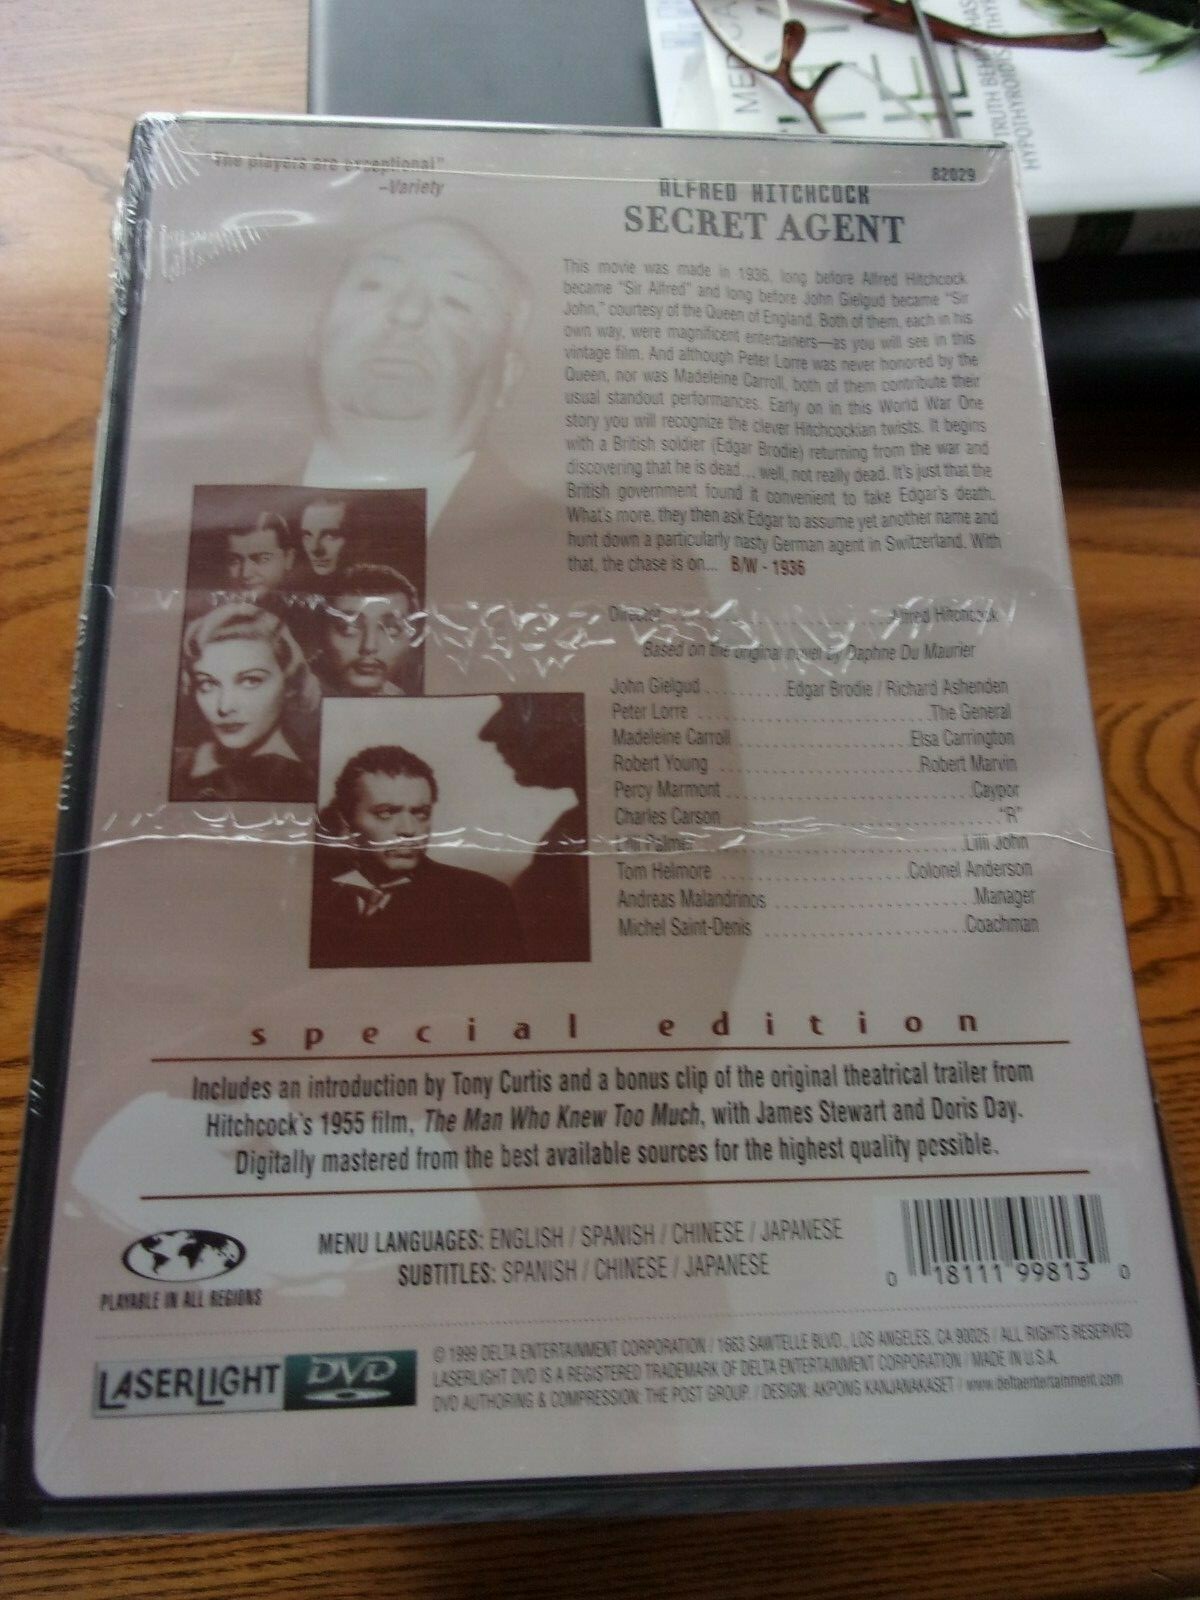 "The players are exceptional"
–Variety
82029
ALFRED HITCHCOCK
SECRET AGENT
This movie was made in 1936, long before Alfred Hitchcock
became "Sir Alfred" and long before John Gielgud became "Sir
John," courtesy of the Queen of England. Both of them, each in his
own way, were magnificent entertainers—as you will see in this
vintage film. And although Peter Lorre was never honored by the
Queen, nor was Madeleine Carroll, both of them contribute their
usual standout performances. Early on in this World War One
story you will recognize the clever Hitchcockian twists. It begins
with a British soldier (Edgar Brodie) returning from the war and
discovering that he is dead... well, not really dead. It's just that the
British government found it convenient to fake Edgar's death.
What's more, they then ask Edgar to assume yet another name and
hunt down a particularly nasty German agent in Switzerland. With
that, the chase is on... B/W - 1936
Director Alfred Hitchcock
Based on the original novel by Daphne Du Maurier
John Gielgud Edgar Brodie / Richard Ashenden
Peter Lorre The General
Madeleine Carroll Elsa Carrington
Robert Young Robert Marvin
Percy Marmont Caypor
Charles Carson "R"
Lilli Palmer Lilli John
Tom Helmore Colonel Anderson
Andreas Malandrinos Manager
Michel Saint-Denis Coachman
special edition
Includes an introduction by Tony Curtis and a bonus clip of the original theatrical trailer from
Hitchcock's 1955 film, The Man Who Knew Too Much, with James Stewart and Doris Day.
Digitally mastered from the best available sources for the highest quality possible.
MENU LANGUAGES: ENGLISH / SPANISH / CHINESE / JAPANESE
SUBTITLES: SPANISH / CHINESE / JAPANESE
PLAYABLE IN ALL REGIONS
0 18111 99813 0
LASERLIGHT DVD
© 1999 DELTA ENTERTAINMENT CORPORATION / 1663 SAWTELLE BLVD., LOS ANGELES, CA 90025 / ALL RIGHTS RESERVED
LASERLIGHT DVD IS A REGISTERED TRADEMARK OF DELTA ENTERTAINMENT CORPORATION / MADE IN U.S.A.
DVD AUTHORING & COMPRESSION: THE POST GROUP. / DESIGN: AKPONG KANJANAKASET / www.deltaentertainment.com
TRUTH BEHIND
HYPOTHYROIDIS